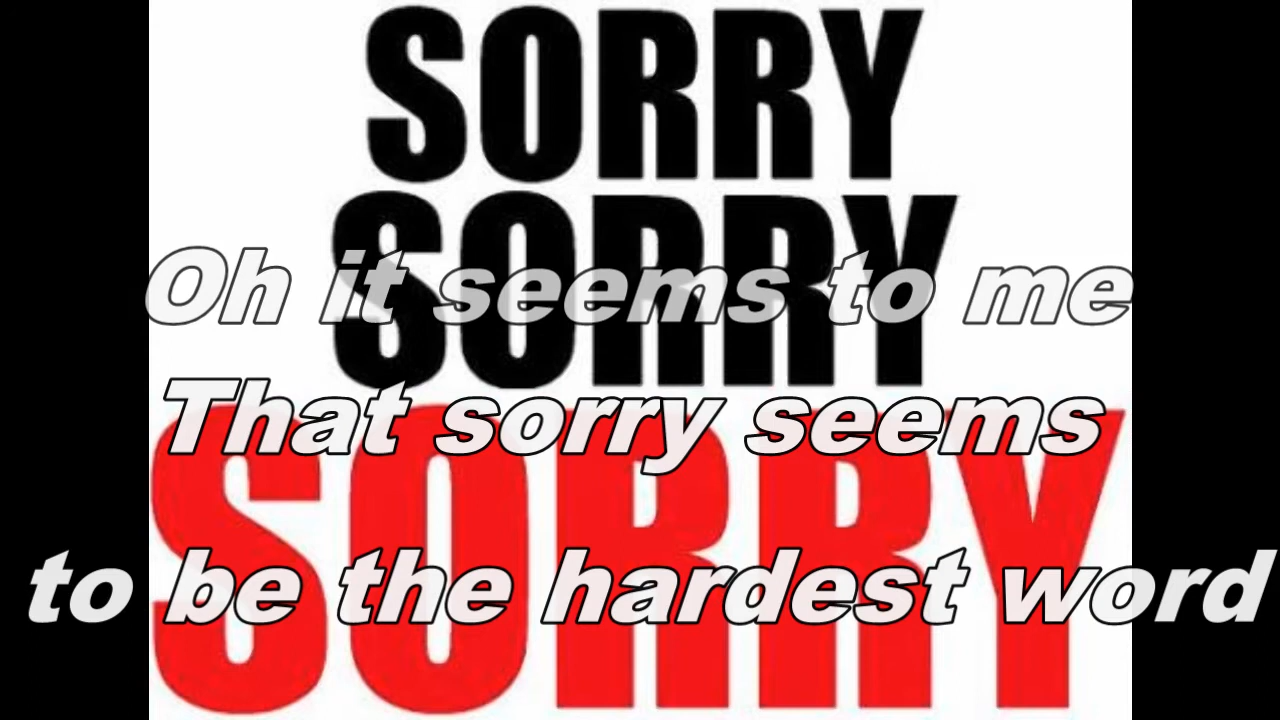 SORRY
SORRY
Oh it seems to me
That sorry seems
SORRY
to be the hardest word